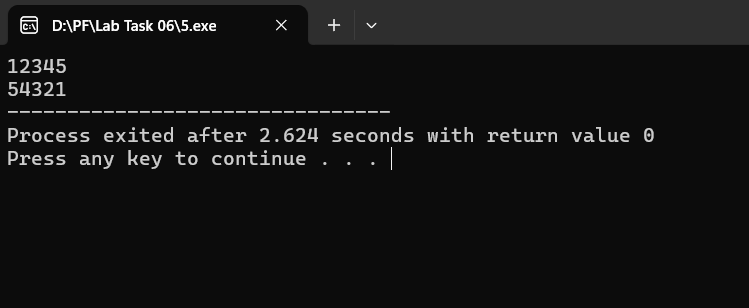 D:\PF\Lab Task 06\5.exe
12345
54321
--------------------------------
Process exited after 2.624 seconds with return value 0
Press any key to continue . . .